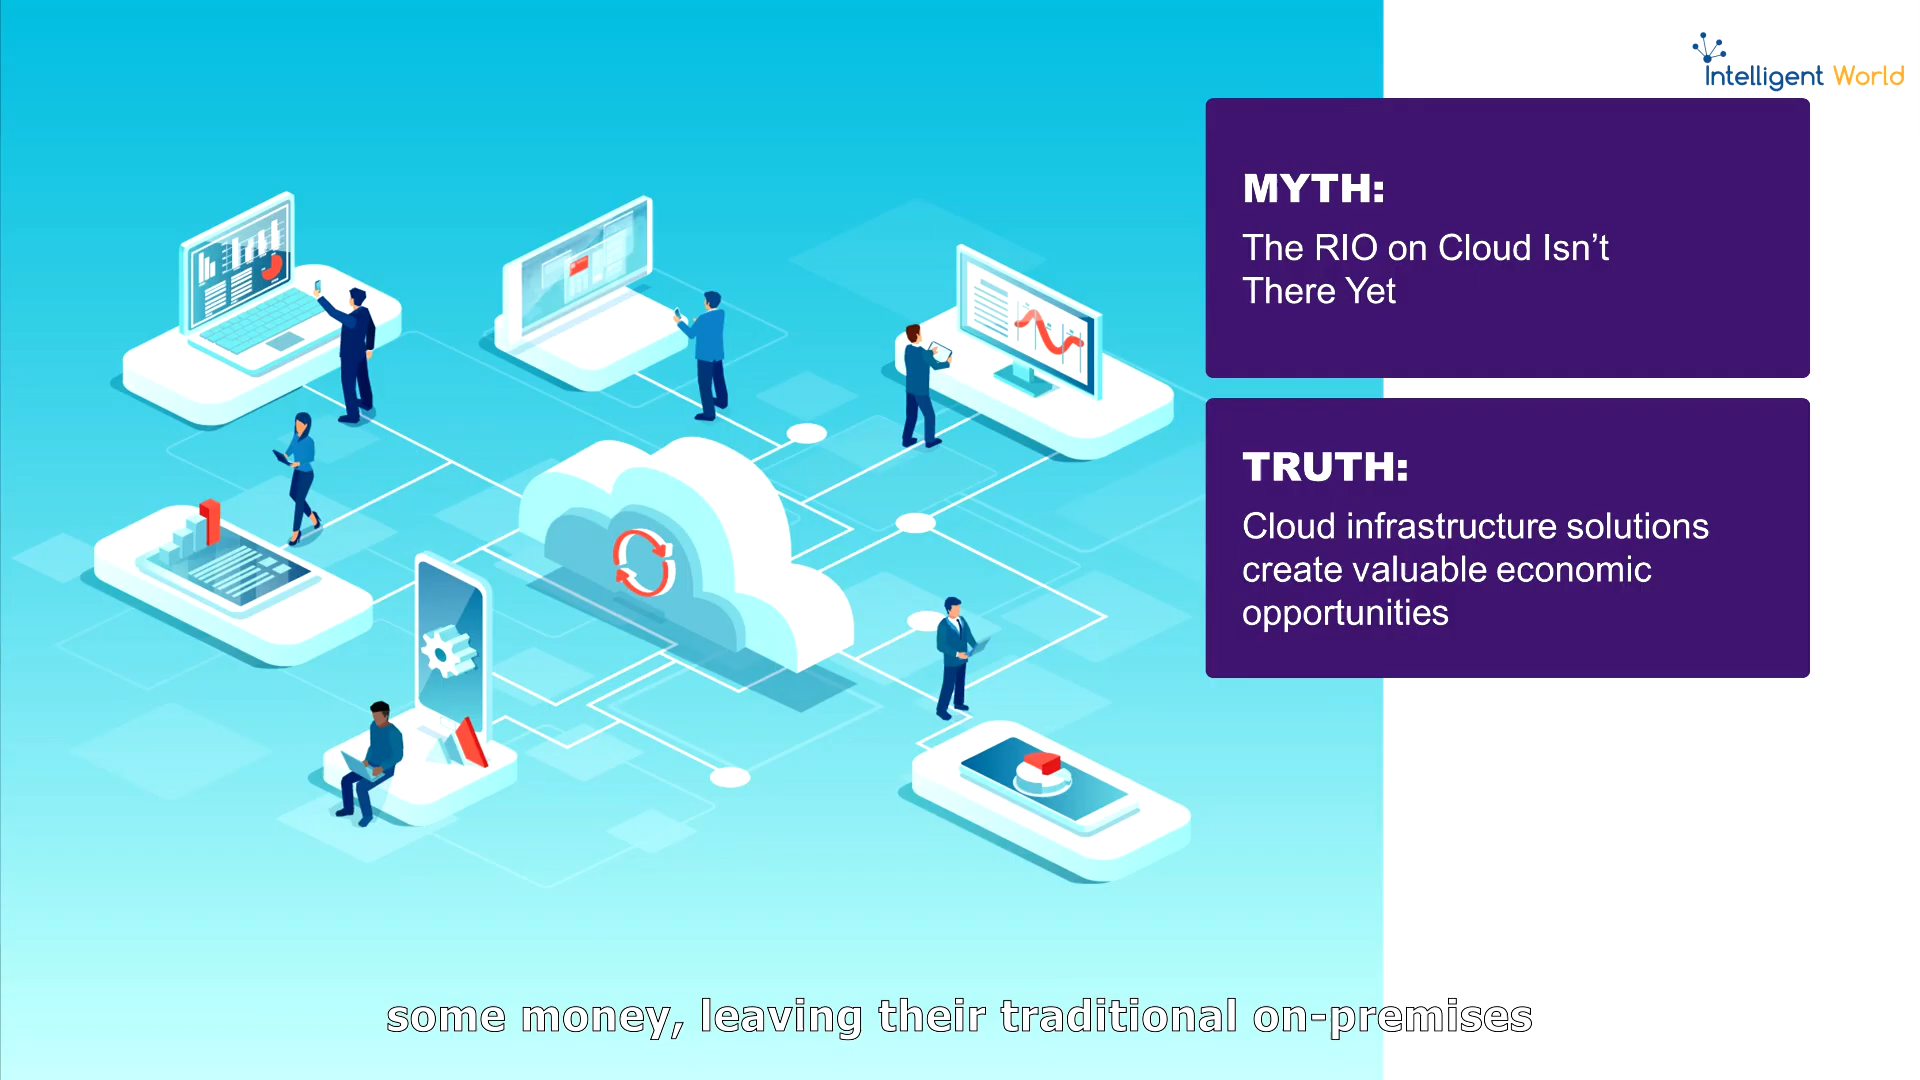 Intelligent World
MYTH:
The RIO on Cloud Isn’t
There Yet
TRUTH:
Cloud infrastructure solutions
create valuable economic
opportunities
some money, leaving their traditional on-premises